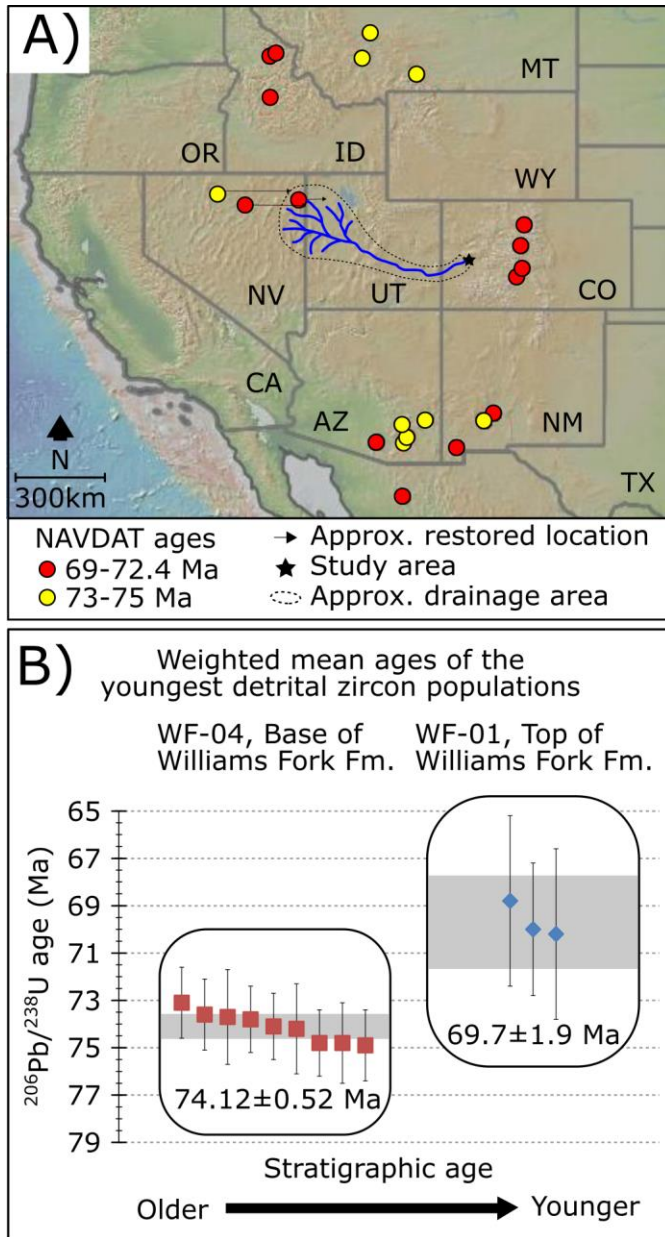 A)
MT
OR
ID
WY
NV
UT
CO
CA
AZ
NM
TX
N
300km
NAVDAT ages
69-72.4 Ma
73-75 Ma
Approx. restored location
Study area
Approx. drainage area
B)
Weighted mean ages of the
youngest detrital zircon populations
WF-04, Base of
Williams Fork Fm.
WF-01, Top of
Williams Fork Fm.
²⁰⁶Pb/²³⁸U age (Ma)
65
67
69
71
73
75
77
79
74.12±0.52 Ma
69.7±1.9 Ma
Stratigraphic age
Older
Younger